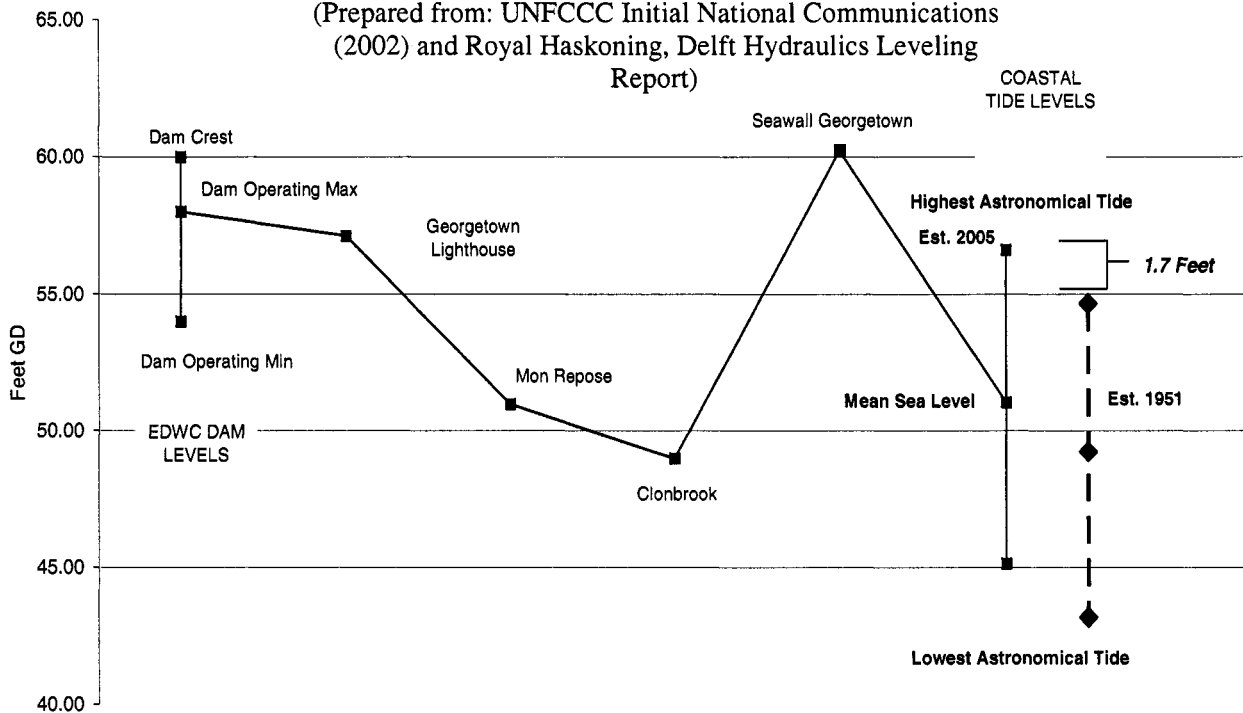 (Prepared from: UNFCCC Initial National Communications
(2002) and Royal Haskoning, Delft Hydraulics Leveling
Report)
65.00
60.00
55.00
50.00
45.00
40.00
Feet GD
Dam Crest
Dam Operating Max
Dam Operating Min
EDWC DAM
LEVELS
Georgetown
Lighthouse
Mon Repose
Clonbrook
Seawall Georgetown
COASTAL
TIDE LEVELS
Highest Astronomical Tide
Est. 2005
1.7 Feet
Mean Sea Level
Est. 1951
Lowest Astronomical Tide